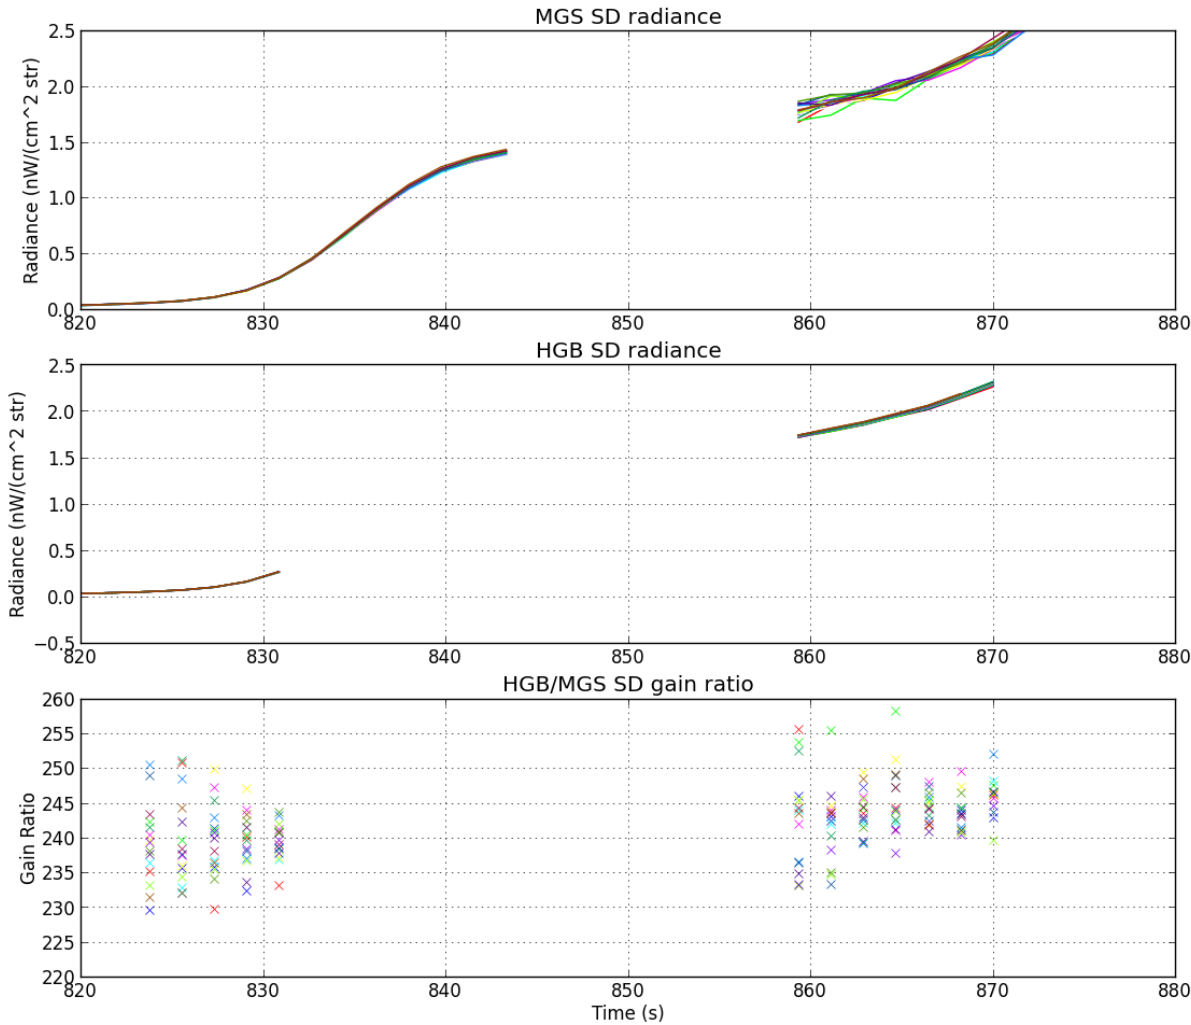 MGS SD radiance
2.5
2.0
1.5
1.0
0.5
0.0
Radiance (nW/(cm^2 str)
820 830 840 850 860 870 880
HGB SD radiance
2.5
2.0
1.5
1.0
0.5
0.0
−0.5
Radiance (nW/(cm^2 str)
820 830 840 850 860 870 880
HGB/MGS SD gain ratio
260
255
250
245
240
235
230
225
220
Gain Ratio
820 830 840 850 860 870 880
Time (s)